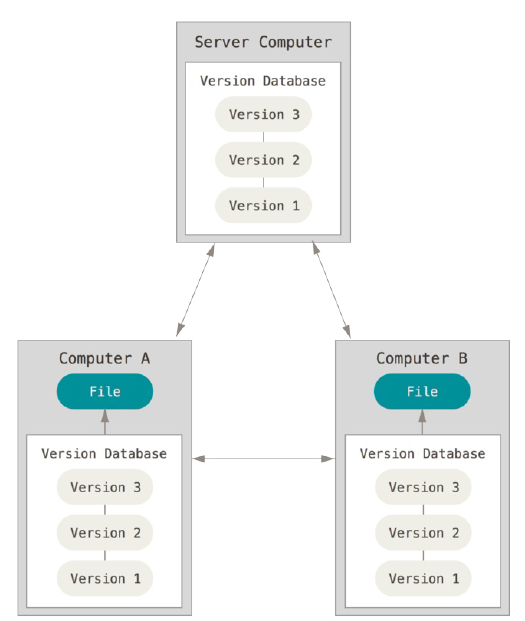 Server Computer
Version Database
Version 3
Version 2
Version 1
Computer A
File
Version Database
Version 3
Version 2
Version 1
Computer B
File
Version Database
Version 3
Version 2
Version 1